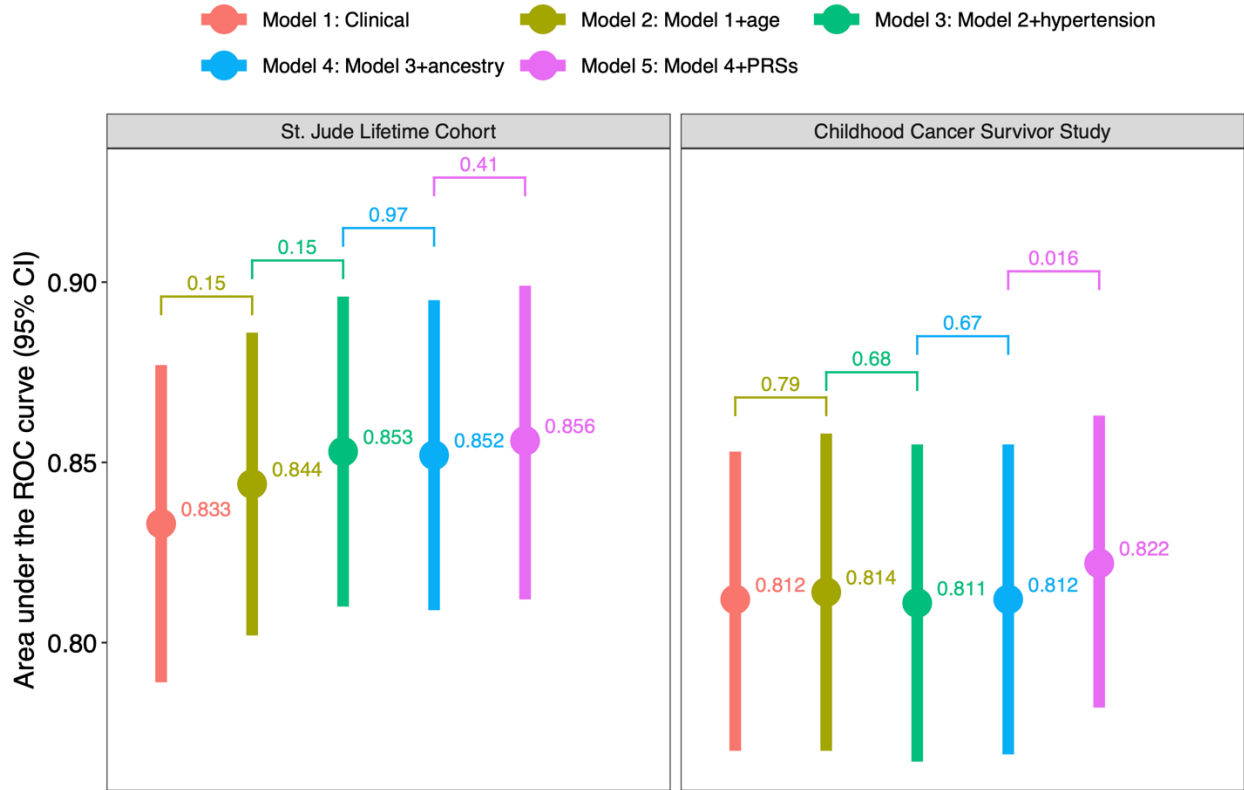 Model 1: Clinical
Model 2: Model 1+age
Model 3: Model 2+hypertension
Model 4: Model 3+ancestry
Model 5: Model 4+PRSs
St. Jude Lifetime Cohort
Childhood Cancer Survivor Study
Area under the ROC curve (95% CI)
0.90
0.85
0.80
0.41
0.97
0.15
0.15
0.833
0.844
0.853
0.852
0.856
0.016
0.67
0.68
0.79
0.812
0.814
0.811
0.812
0.822